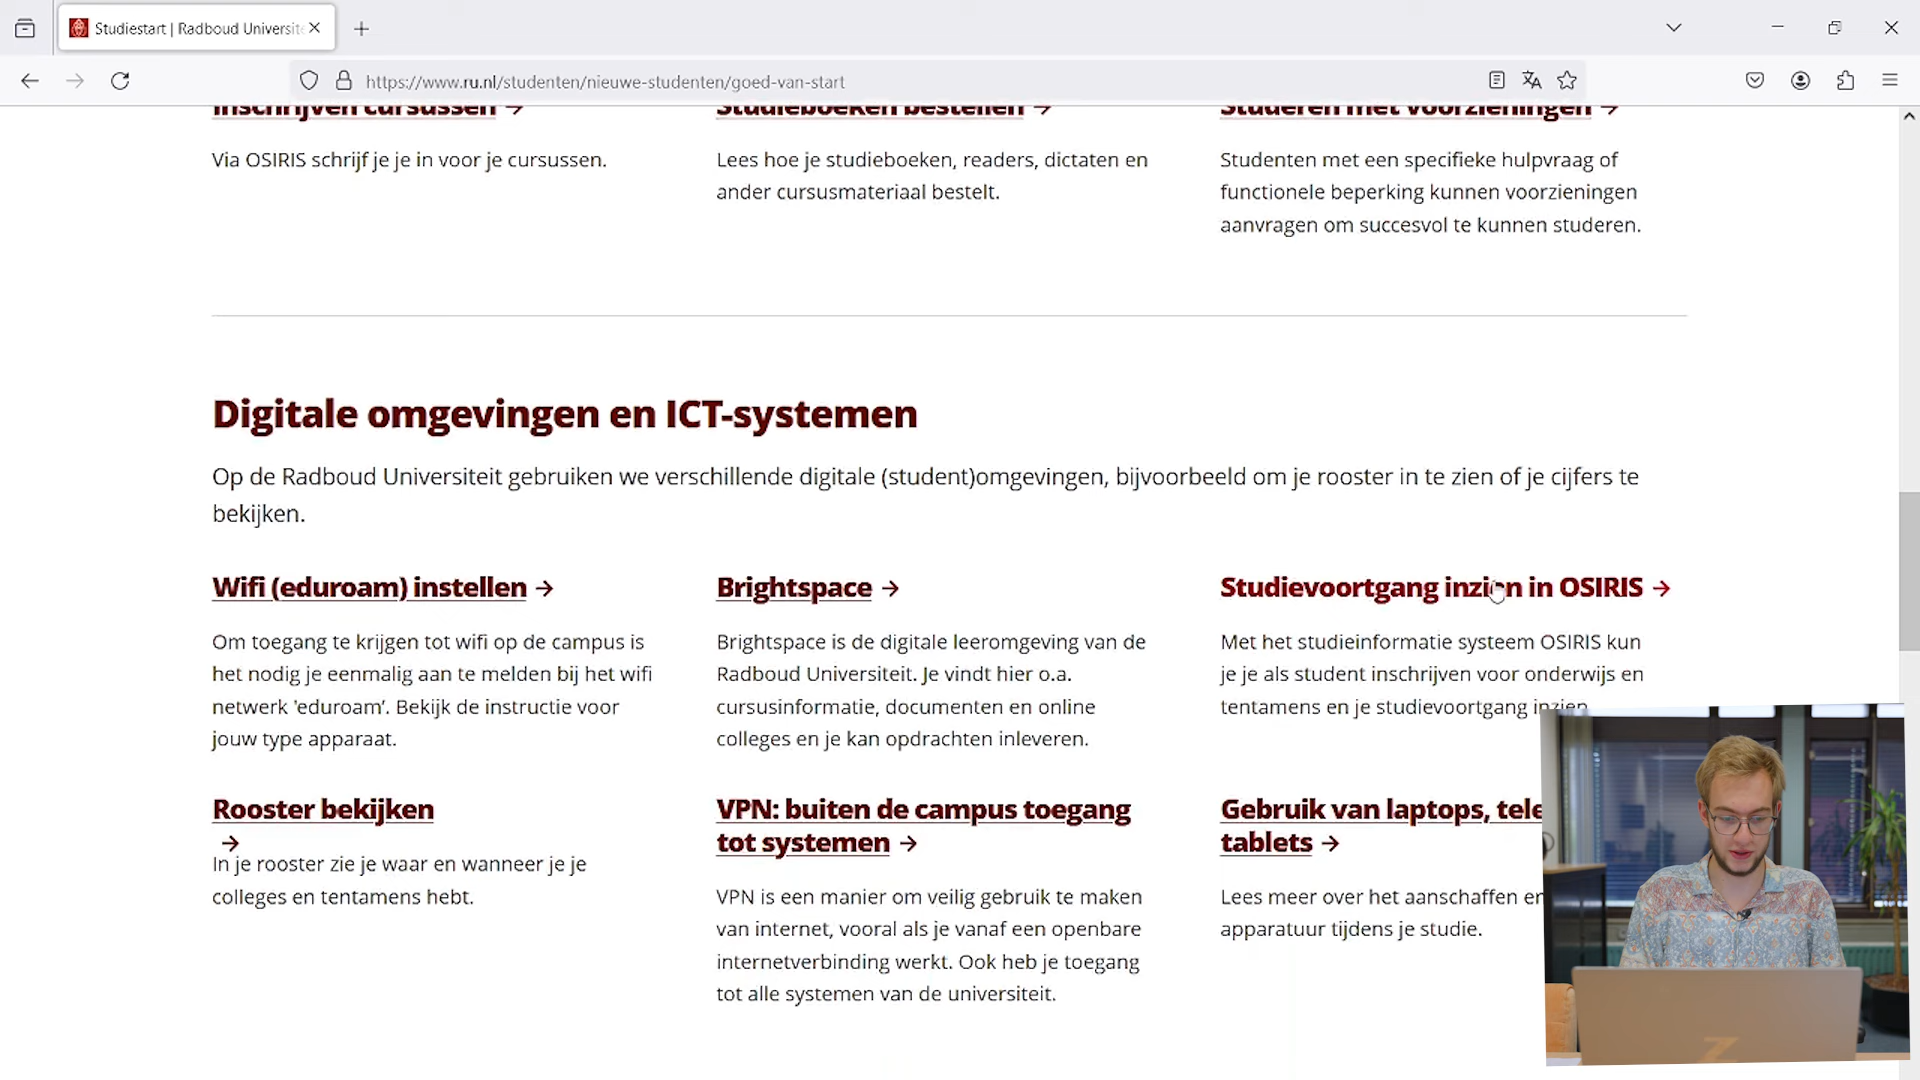 Studiestart | Radboud Universite
https://www.ru.nl/studenten/nieuwe-studenten/goed-van-start
Inschrijven cursussen →
Studieboeken bestellen →
Studeren met voorzieningen →
Via OSIRIS schrijf je je in voor je cursussen.
Lees hoe je studieboeken, readers, dictaten en
ander cursusmateriaal bestelt.
Studenten met een specifieke hulpvraag of
functionele beperking kunnen voorzieningen
aanvragen om succesvol te kunnen studeren.
Digitale omgevingen en ICT-systemen
Op de Radboud Universiteit gebruiken we verschillende digitale (student)omgevingen, bijvoorbeeld om je rooster in te zien of je cijfers te
bekijken.
Wifi (eduroam) instellen →
Om toegang te krijgen tot wifi op de campus is
het nodig je eenmalig aan te melden bij het wifi
netwerk 'eduroam’. Bekijk de instructie voor
jouw type apparaat.
Brightspace →
Brightspace is de digitale leeromgeving van de
Radboud Universiteit. Je vindt hier o.a.
cursusinformatie, documenten en online
colleges en je kan opdrachten inleveren.
Studievoortgang inzien in OSIRIS →
Met het studieinformatie systeem OSIRIS kun
je je als student inschrijven voor onderwijs en
tentamens en je studievoortgang inzien
Rooster bekijken
→
In je rooster zie je waar en wanneer je je
colleges en tentamens hebt.
VPN: buiten de campus toegang
tot systemen →
VPN is een manier om veilig gebruik te maken
van internet, vooral als je vanaf een openbare
internetverbinding werkt. Ook heb je toegang
tot alle systemen van de universiteit.
Gebruik van laptops, tele
tablets →
Lees meer over het aanschaffen en
apparatuur tijdens je studie.